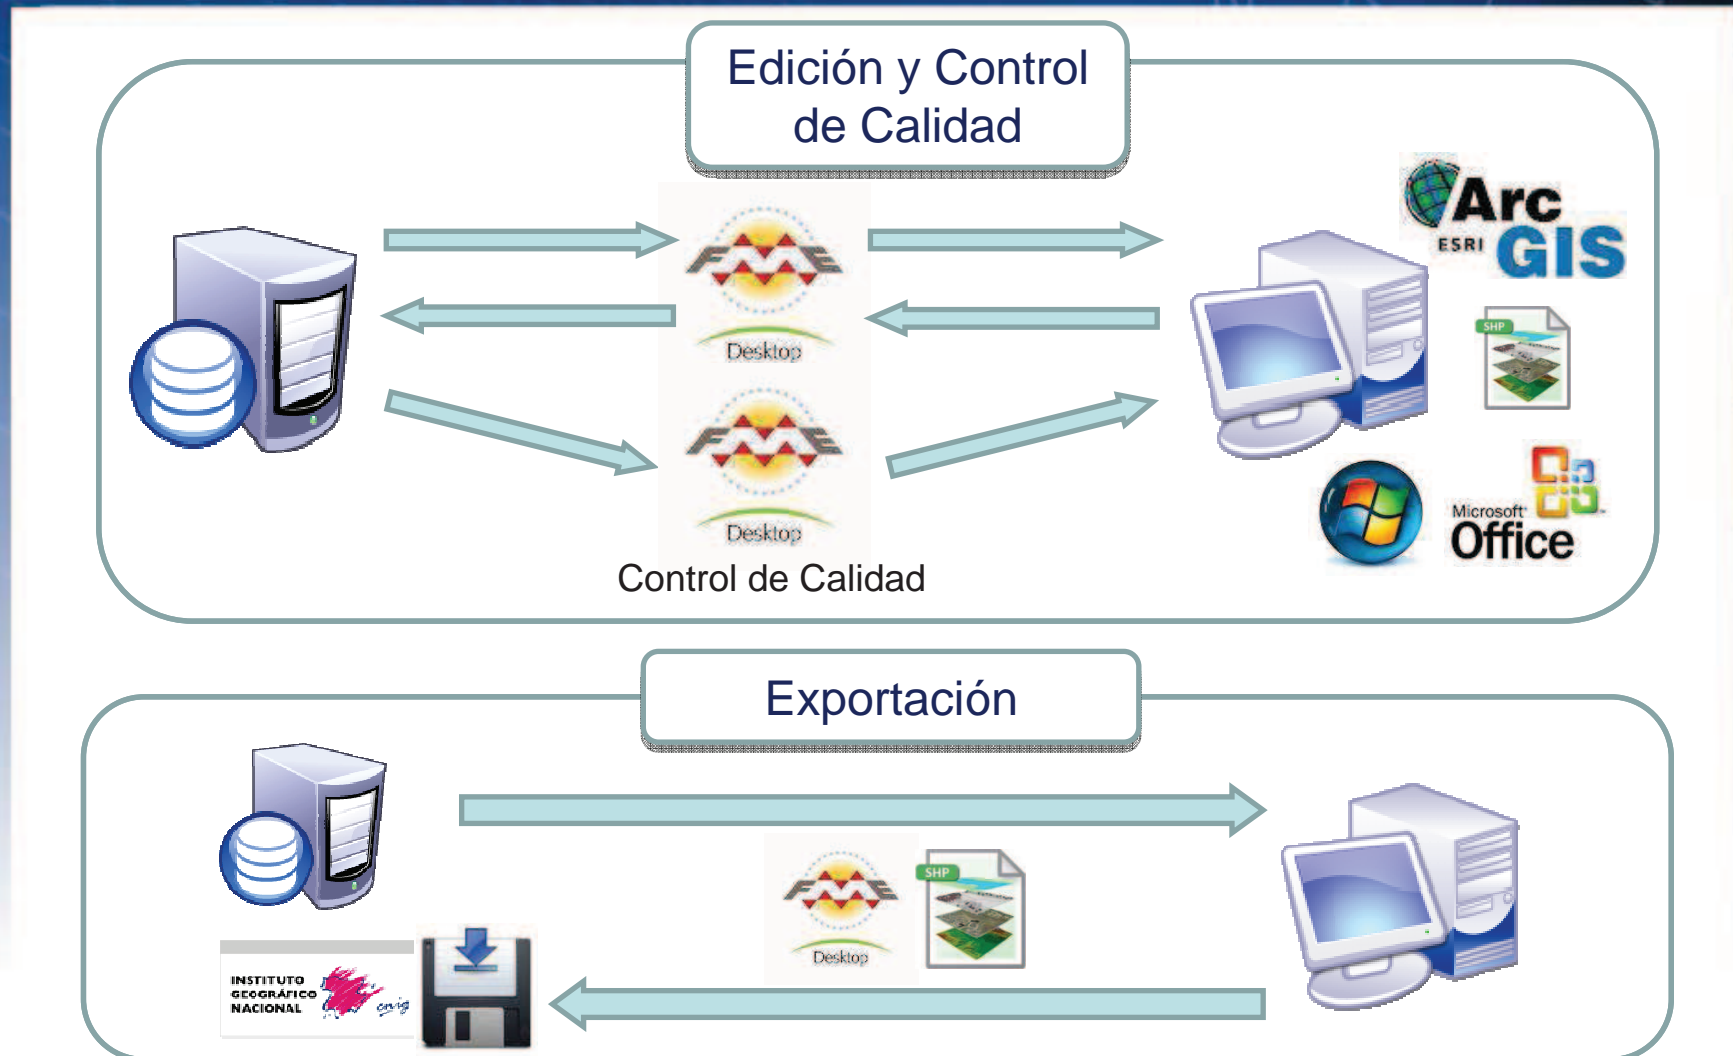 Edición y Control
de Calidad
Arc
ESRI
GIS
FME
Desktop
SHP
FME
Desktop
Microsoft
Office
Control de Calidad
Exportación
FME
SHP
Desktop
INSTITUTO
GEOGRÁFICO
NACIONAL
cnig